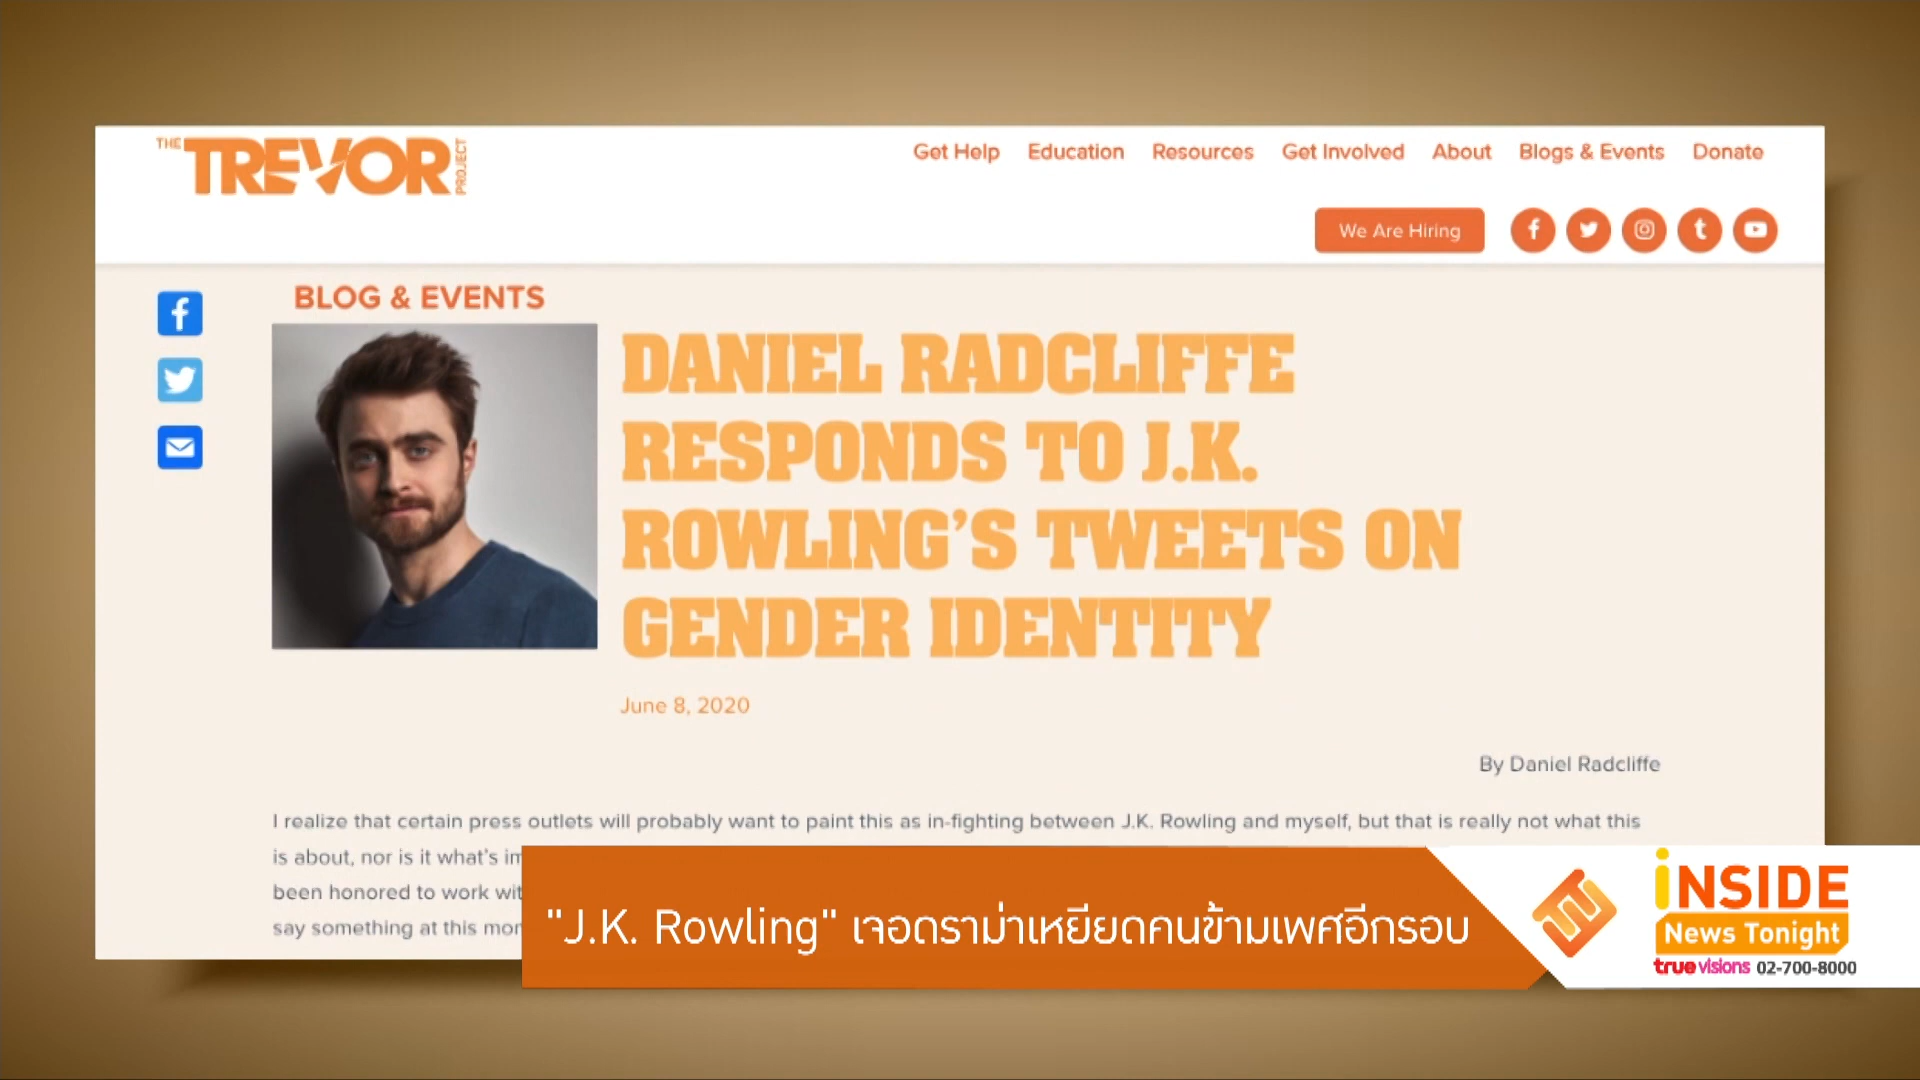 THE TREVOR PROJECT
Get Help Education Resources Get Involved About Blogs & Events Donate
We Are Hiring
BLOG & EVENTS
DANIEL RADCLIFFE
RESPONDS TO J.K.
ROWLING'S TWEETS ON
GENDER IDENTITY
June 8, 2020
By Daniel Radcliffe
I realize that certain press outlets will probably want to paint this as in-fighting between J.K. Rowling and myself, but that is really not what this
is about, nor is it what's
been honored to work
say something at this
"J.K. Rowling" เจอดราม่าเหยียดคนข้ามเพศอีกรอบ
iNSIDE
News Tonight
truevisions 02-700-8000